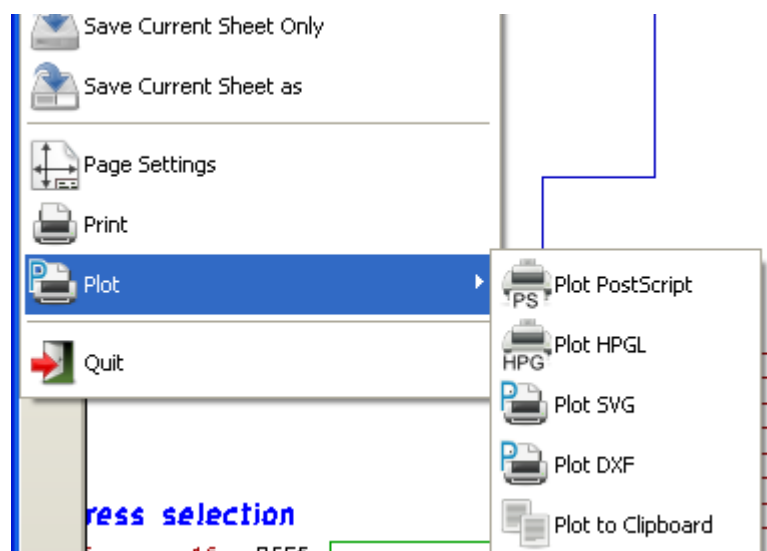 Save Current Sheet Only
Save Current Sheet as
Page Settings
Print
Plot
Quit
Plot PostScript
PS
Plot HPGL
HPG
Plot SVG
Plot DXF
Plot to Clipboard
ress selection